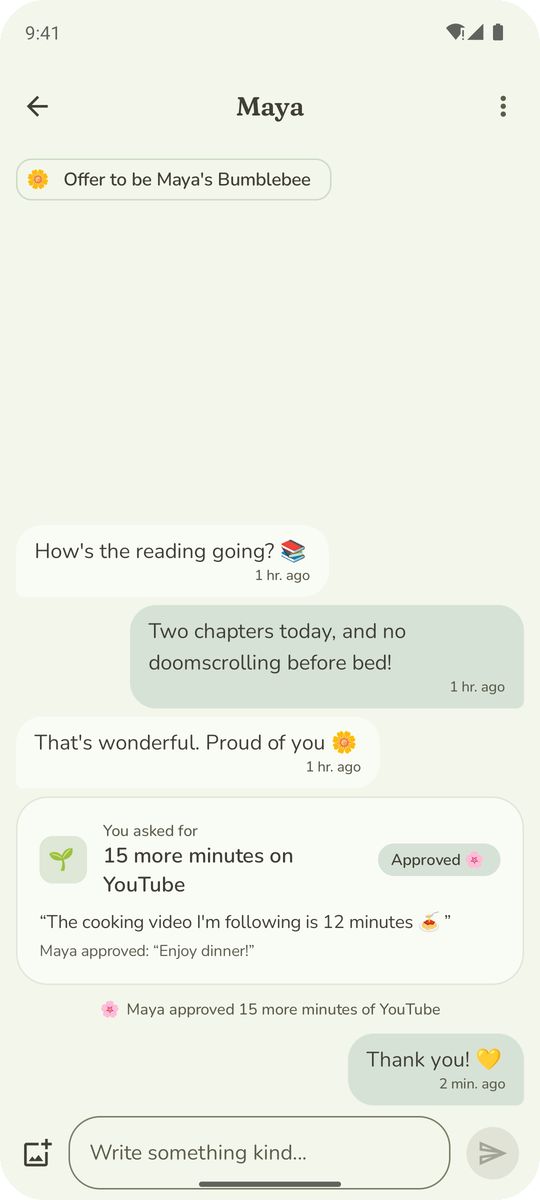 9:41
Maya
🌼 Offer to be Maya's Bumblebee
How's the reading going? 📚
1 hr. ago
Two chapters today, and no
doomscrolling before bed!
1 hr. ago
That's wonderful. Proud of you 🌼
1 hr. ago
You asked for
15 more minutes on
YouTube
Approved 🌸
“The cooking video I'm following is 12 minutes 🍝 ”
Maya approved: “Enjoy dinner!”
🌸 Maya approved 15 more minutes of YouTube
Thank you! 💛
2 min. ago
Write something kind...